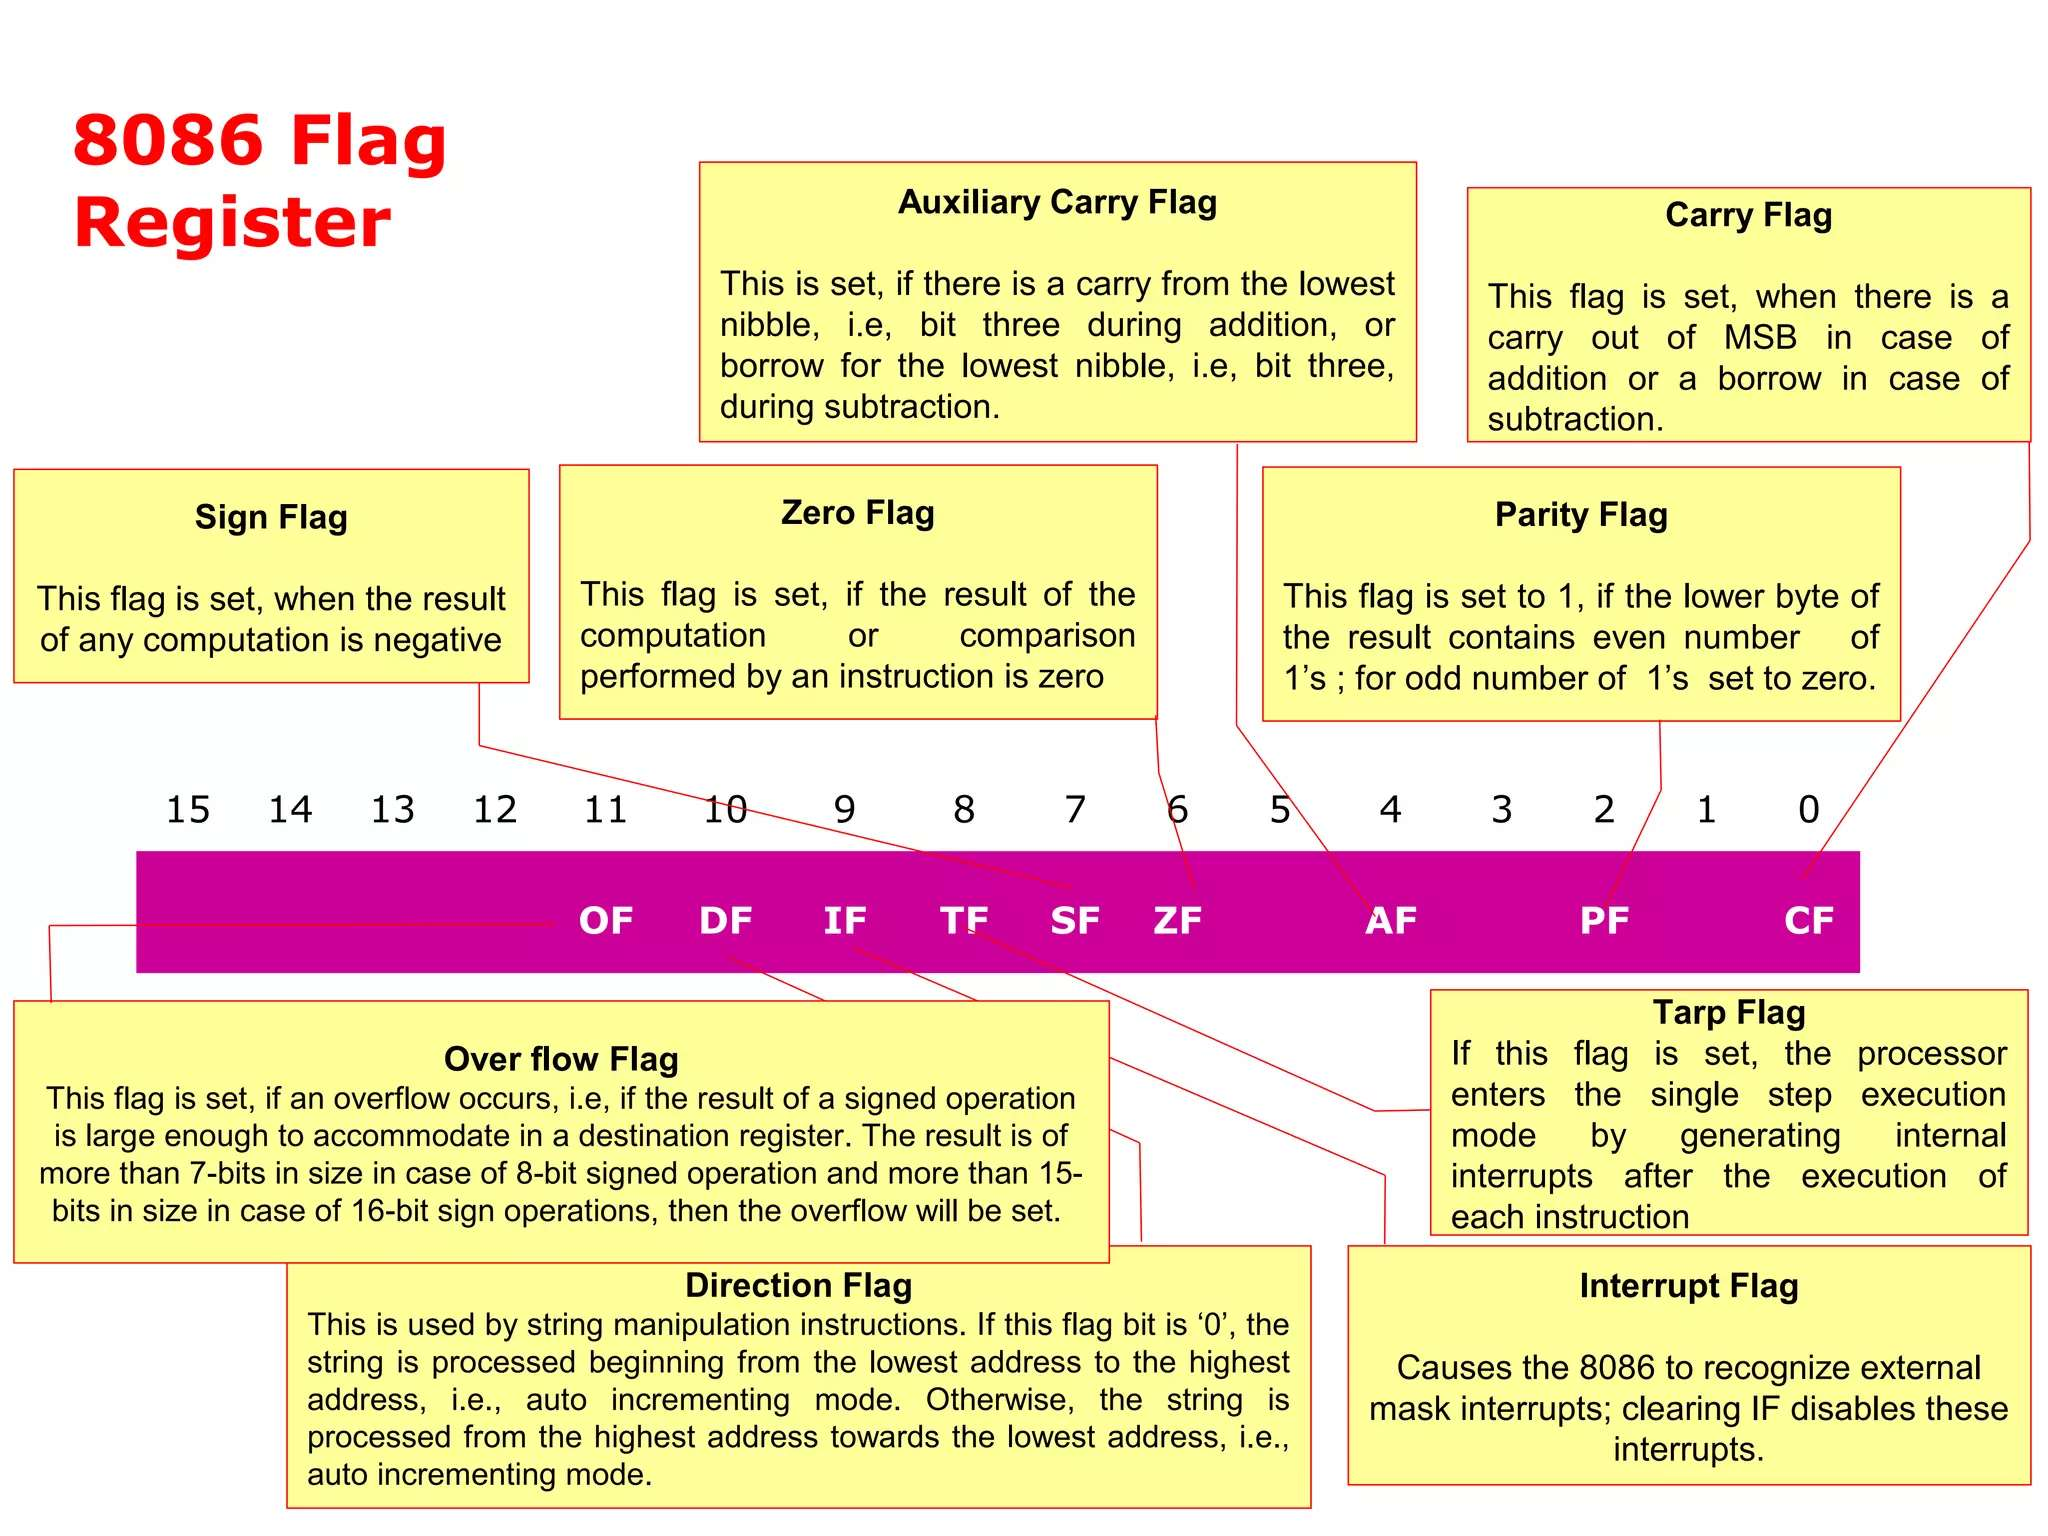 8086 Flag
Register
Auxiliary Carry Flag
This is set, if there is a carry from the lowest
nibble, i.e, bit three during addition, or
borrow for the lowest nibble, i.e, bit three,
during subtraction.
Carry Flag
This flag is set, when there is a
carry out of MSB in case of
addition or a borrow in case of
subtraction.
Sign Flag
This flag is set, when the result
of any computation is negative
Zero Flag
This flag is set, if the result of the
computation or comparison
performed by an instruction is zero
Parity Flag
This flag is set to 1, if the lower byte of
the result contains even number of
1’s ; for odd number of 1’s set to zero.
15 14 13 12 11 10 9 8 7 6 5 4 3 2 1 0
OF DF IF TF SF ZF AF PF CF
Over flow Flag
This flag is set, if an overflow occurs, i.e, if the result of a signed operation
is large enough to accommodate in a destination register. The result is of
more than 7-bits in size in case of 8-bit signed operation and more than 15-
bits in size in case of 16-bit sign operations, then the overflow will be set.
Tarp Flag
If this flag is set, the processor
enters the single step execution
mode by generating internal
interrupts after the execution of
each instruction
Direction Flag
This is used by string manipulation instructions. If this flag bit is ‘0’, the
string is processed beginning from the lowest address to the highest
address, i.e., auto incrementing mode. Otherwise, the string is
processed from the highest address towards the lowest address, i.e.,
auto incrementing mode.
Interrupt Flag
Causes the 8086 to recognize external
mask interrupts; clearing IF disables these
interrupts.